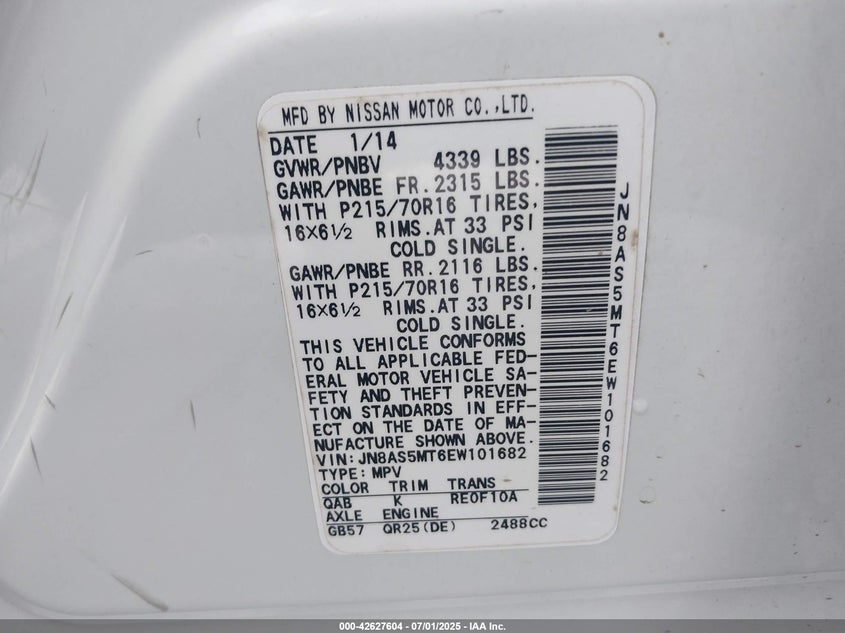 MFD BY NISSAN MOTOR CO.,LTD.
DATE 1/14
GVWR/PNBV 4339 LBS.
GAWR/PNBE FR. 2315 LBS.
WITH P215/70R16 TIRES,
16X6½ RIMS. AT 33 PSI
COLD SINGLE.
GAWR/PNBE RR. 2116 LBS.
WITH P215/70R16 TIRES,
16X6½ RIMS. AT 33 PSI
COLD SINGLE.
THIS VEHICLE CONFORMS
TO ALL APPLICABLE FED-
ERAL MOTOR VEHICLE SA-
FETY AND THEFT PREVEN-
TION STANDARDS IN EFF-
ECT ON THE DATE OF MA-
NUFACTURE SHOWN ABOVE.
VIN: JN8AS5MT6EW101682
TYPE: MPV
COLOR TRIM TRANS
QAB K RE0F10A
AXLE ENGINE
GB57 QR25(DE) 2488CC
JN8AS5MT6EW101682
000-42627604 | 07/01/2025 - IAA Inc.